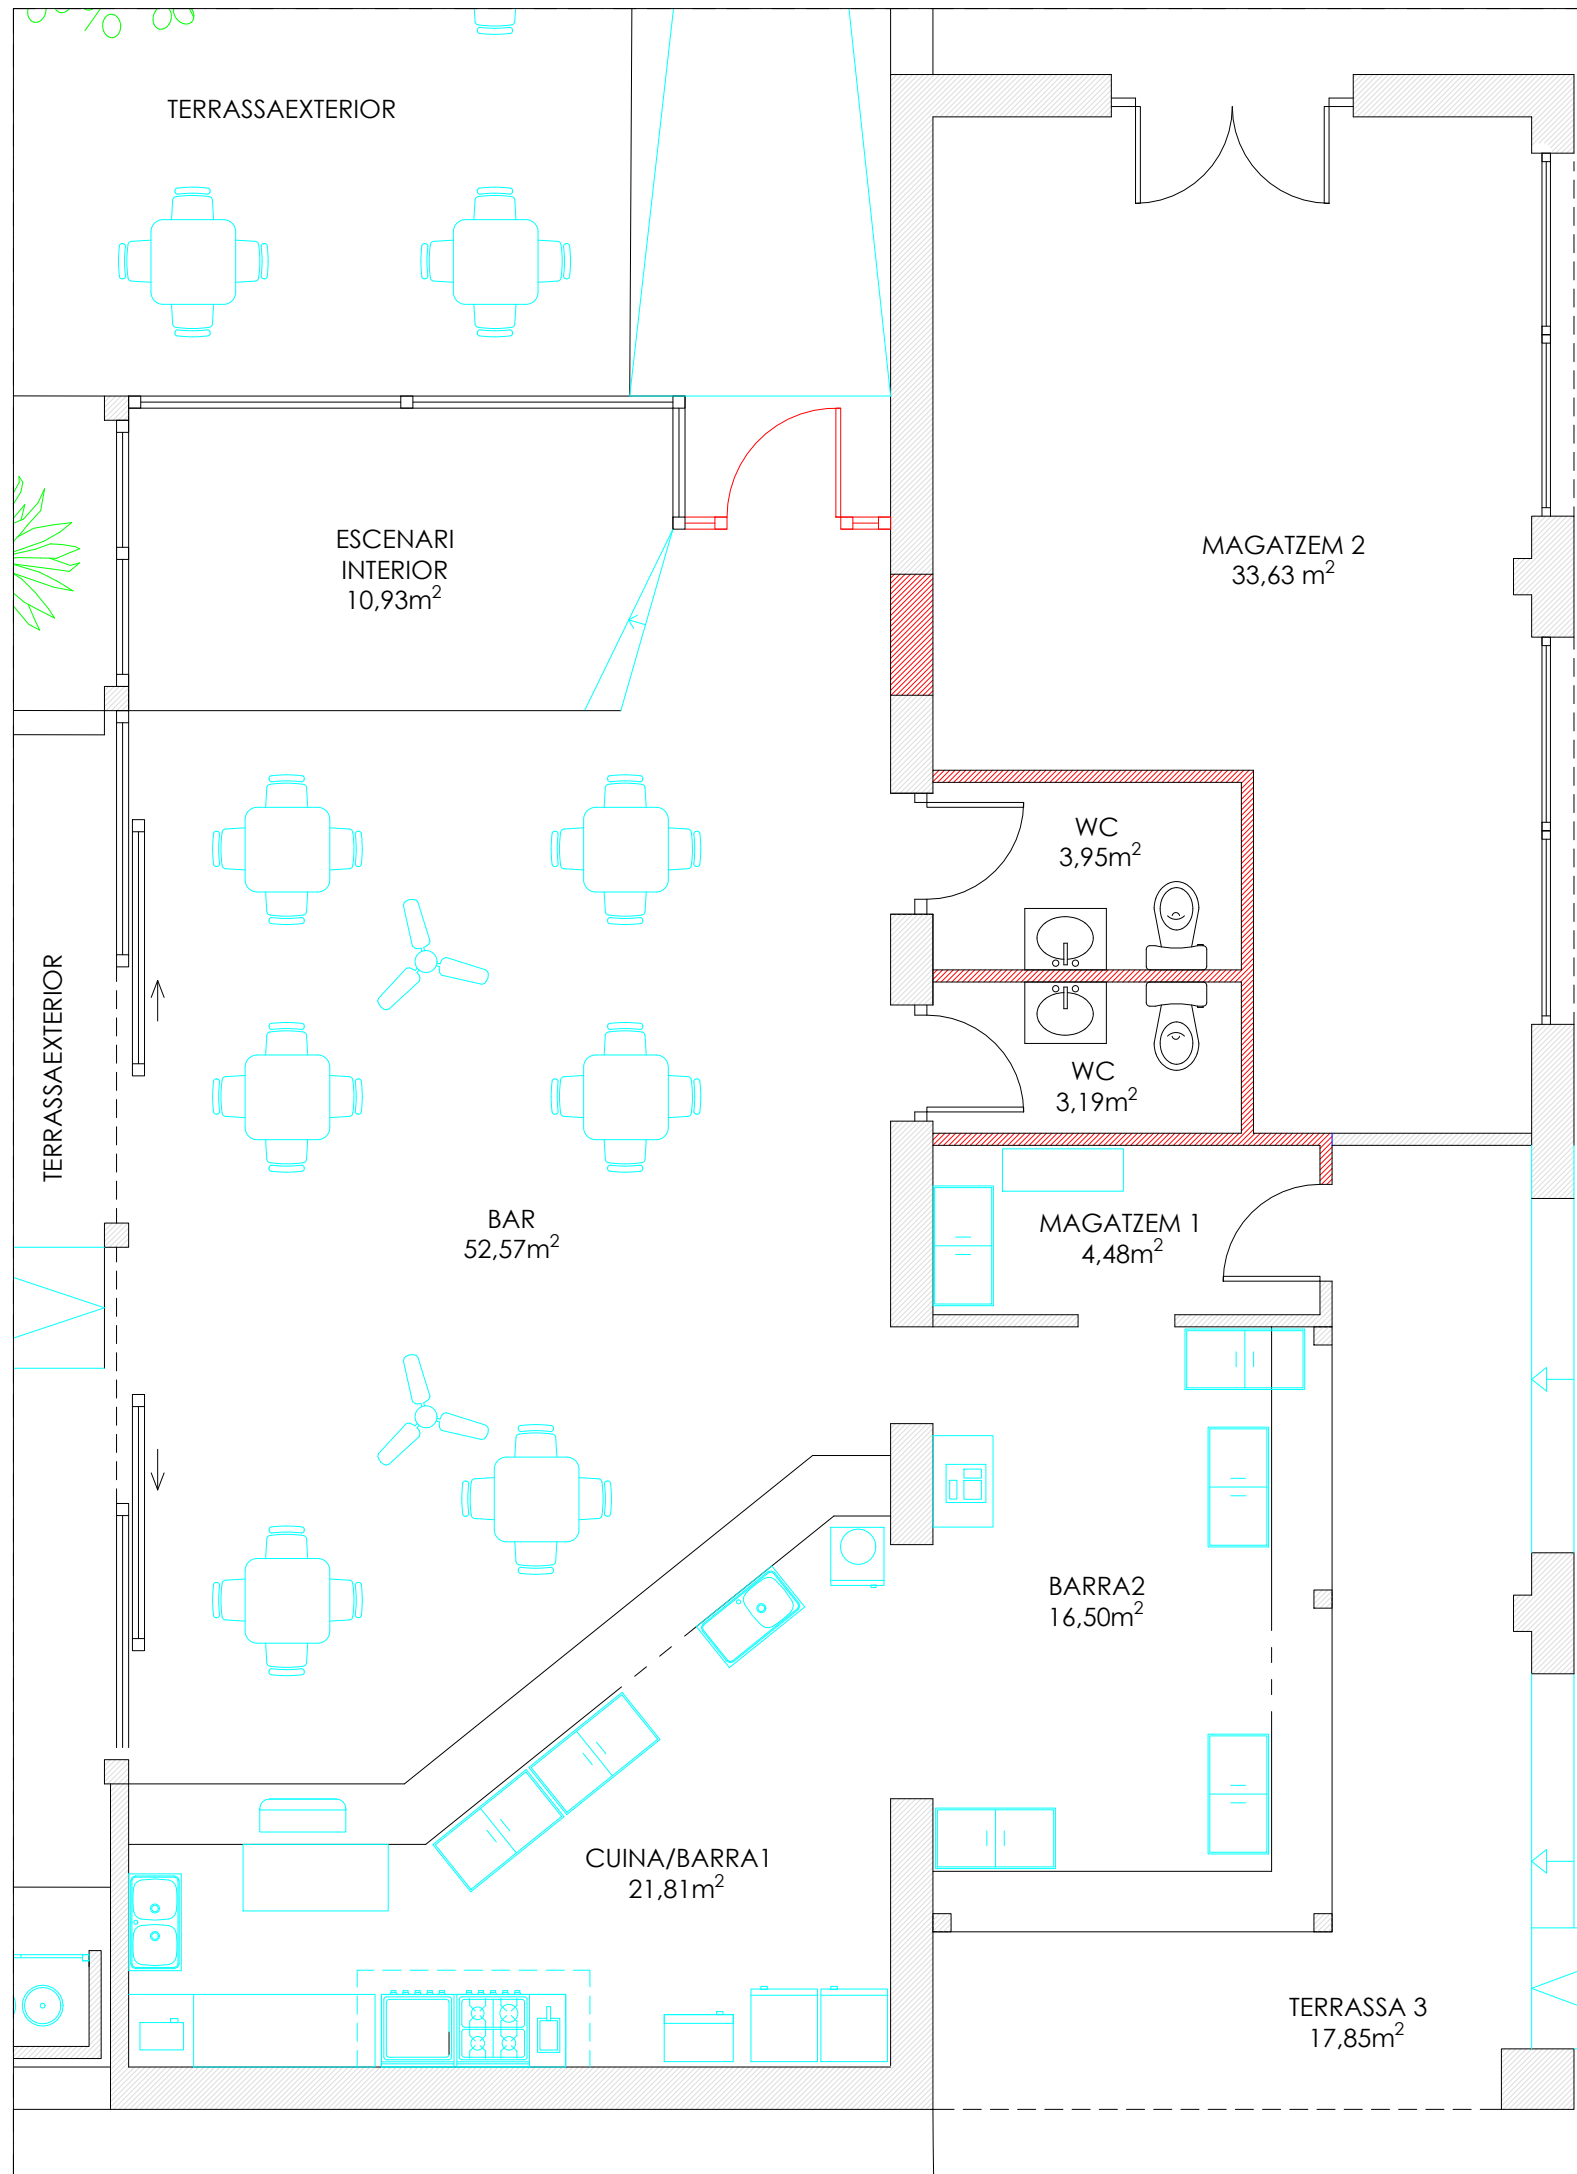 TERRASSAEXTERIOR
ESCENARI
INTERIOR
10,93m²
MAGATZEM 2
33,63 m²
WC
3,95m²
TERRASSAEXTERIOR
WC
3,19m²
BAR
52,57m²
MAGATZEM 1
4,48m²
BARRA2
16,50m²
CUINA/BARRA1
21,81m²
TERRASSA 3
17,85m²